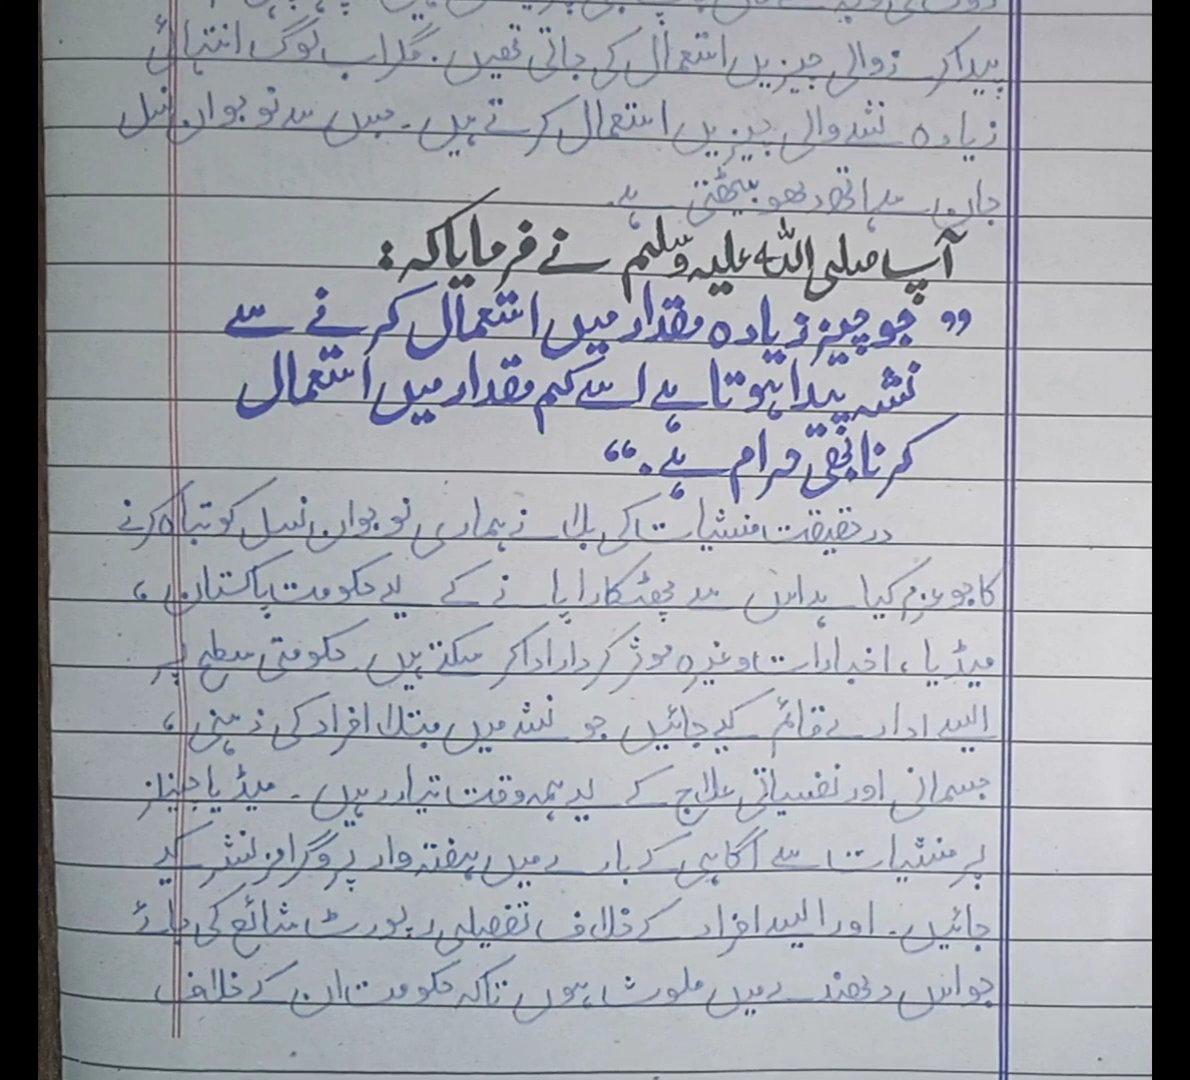 پیدا کرنے والی چیزیں استعمال کی جاتی تھیں۔ مگر اب لوگ انتہائی
زیادہ نشے والی چیزیں استعمال کرتے ہیں۔ جس سے نوجوان نسل
جان سے ہاتھ دھو بیٹھتی ہے۔
آپ صلی اللہ علیہ وسلم نے فرمایا کہ:
”جو چیز زیادہ مقدار میں استعمال کرنے سے
نشہ پیدا ہوتا ہے اسے کم مقدار میں استعمال
کرنا بھی حرام ہے۔“
درحقیقت منشیات کی بلا نے ہماری نوجوان نسل کو تباہ کرنے
کا جو عزم کیا ہے اس سے چھٹکارا پانے کے لیے حکومت پاکستان،
میڈیا، اخبارات وغیرہ موثر کردار ادا کر سکتے ہیں۔ حکومتی سطح پر
ایسے ادارے قائم کیے جائیں جو نشے میں مبتلا افراد کی ذہنی،
جسمانی اور نفسیاتی علاج کے لیے ہمہ وقت تیار رہیں۔ میڈیا چینلز
پر منشیات سے آگاہی کے بارے میں ہفتہ وار پروگرامز نشر کیے
جائیں۔ اور ایسے افراد کے خلاف تفصیلی رپورٹ شائع کی جائے
جو اس دھندے میں ملوث ہوں تاکہ حکومت ان کے خلاف